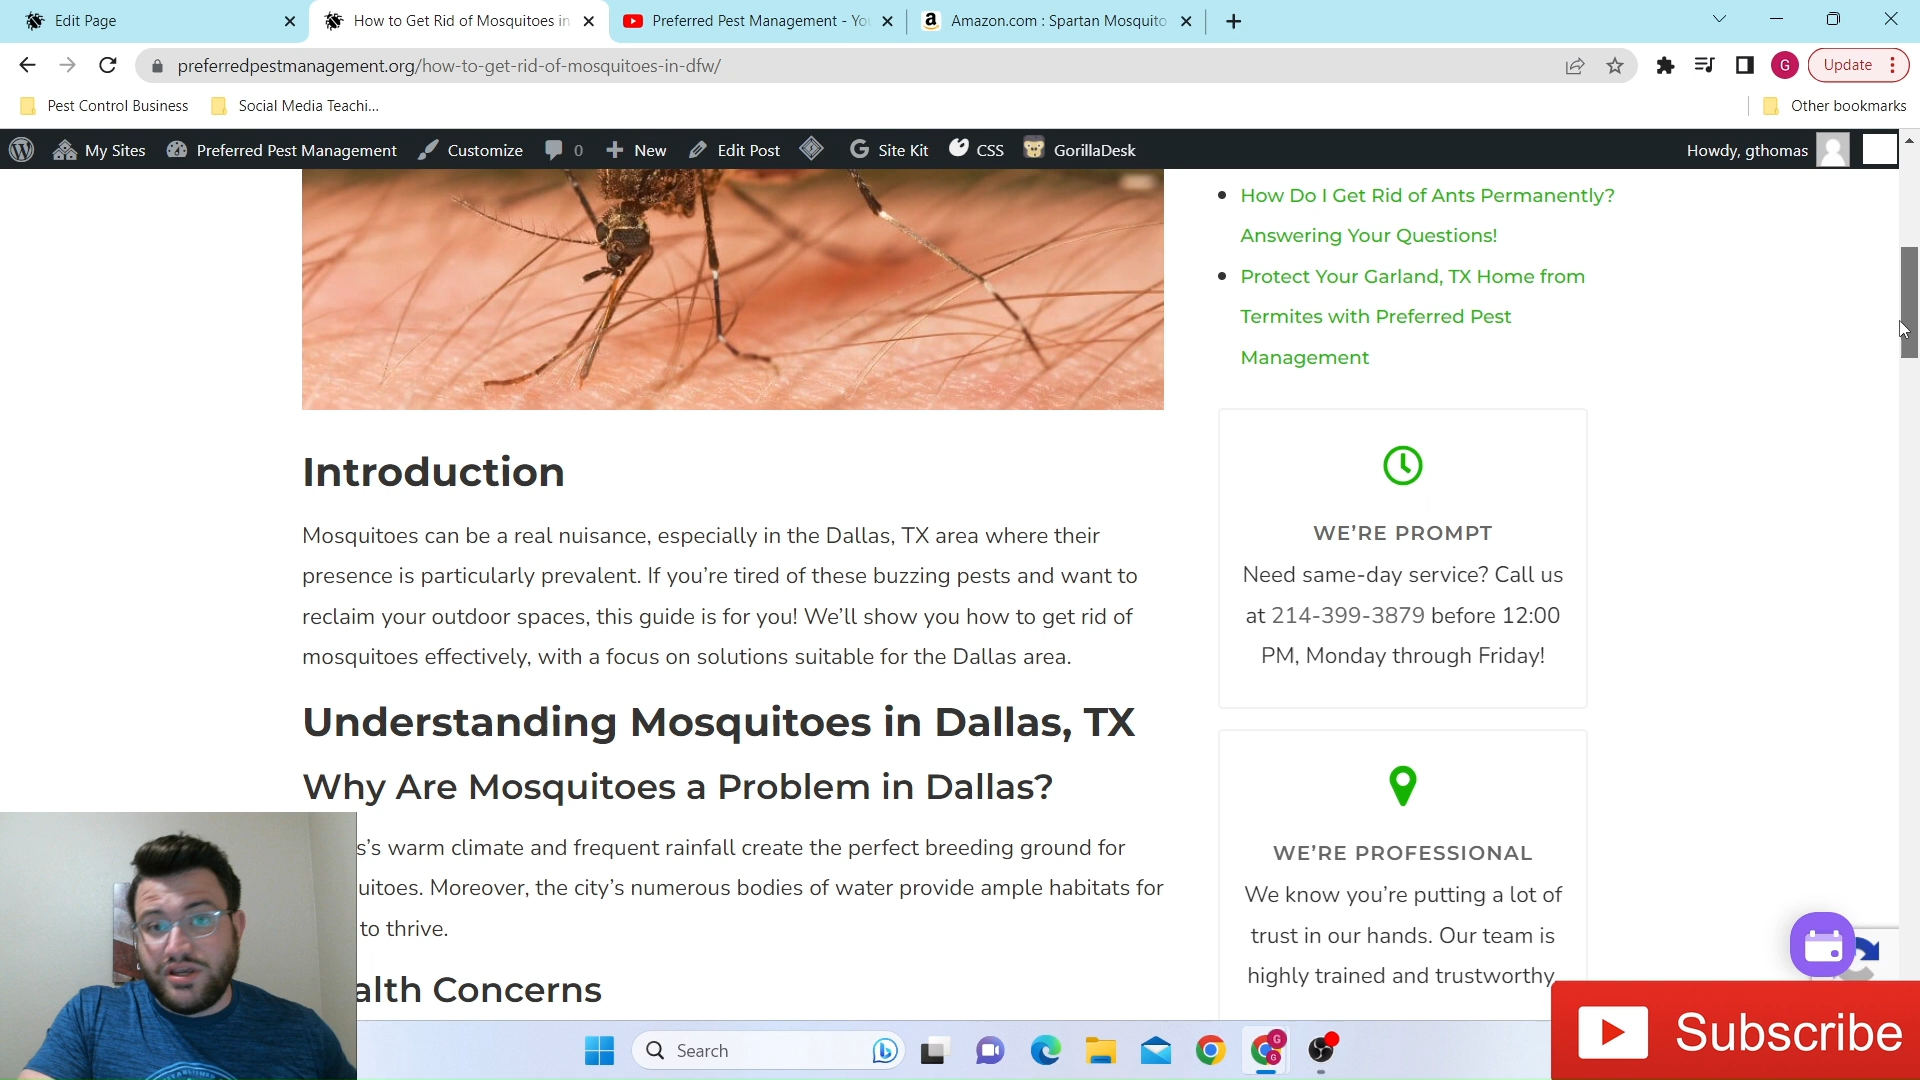 Edit Page
How to Get Rid of Mosquitoes in
Preferred Pest Management - You
Amazon.com : Spartan Mosquito
preferredpestmanagement.org/how-to-get-rid-of-mosquitoes-in-dfw/
G
Update
Pest Control Business
Social Media Teachi...
Other bookmarks
My Sites
Preferred Pest Management
Customize
0
New
Edit Post
Site Kit
CSS
GorillaDesk
Howdy, gthomas
How Do I Get Rid of Ants Permanently?
Answering Your Questions!
Protect Your Garland, TX Home from
Termites with Preferred Pest
Management
Introduction
Mosquitoes can be a real nuisance, especially in the Dallas, TX area where their
presence is particularly prevalent. If you’re tired of these buzzing pests and want to
reclaim your outdoor spaces, this guide is for you! We’ll show you how to get rid of
mosquitoes effectively, with a focus on solutions suitable for the Dallas area.
Understanding Mosquitoes in Dallas, TX
Why Are Mosquitoes a Problem in Dallas?
s’s warm climate and frequent rainfall create the perfect breeding ground for
uitoes. Moreover, the city’s numerous bodies of water provide ample habitats for
to thrive.
alth Concerns
WE’RE PROMPT
Need same-day service? Call us
at 214-399-3879 before 12:00
PM, Monday through Friday!
WE’RE PROFESSIONAL
We know you’re putting a lot of
trust in our hands. Our team is
highly trained and trustworthy
Search
Subscribe